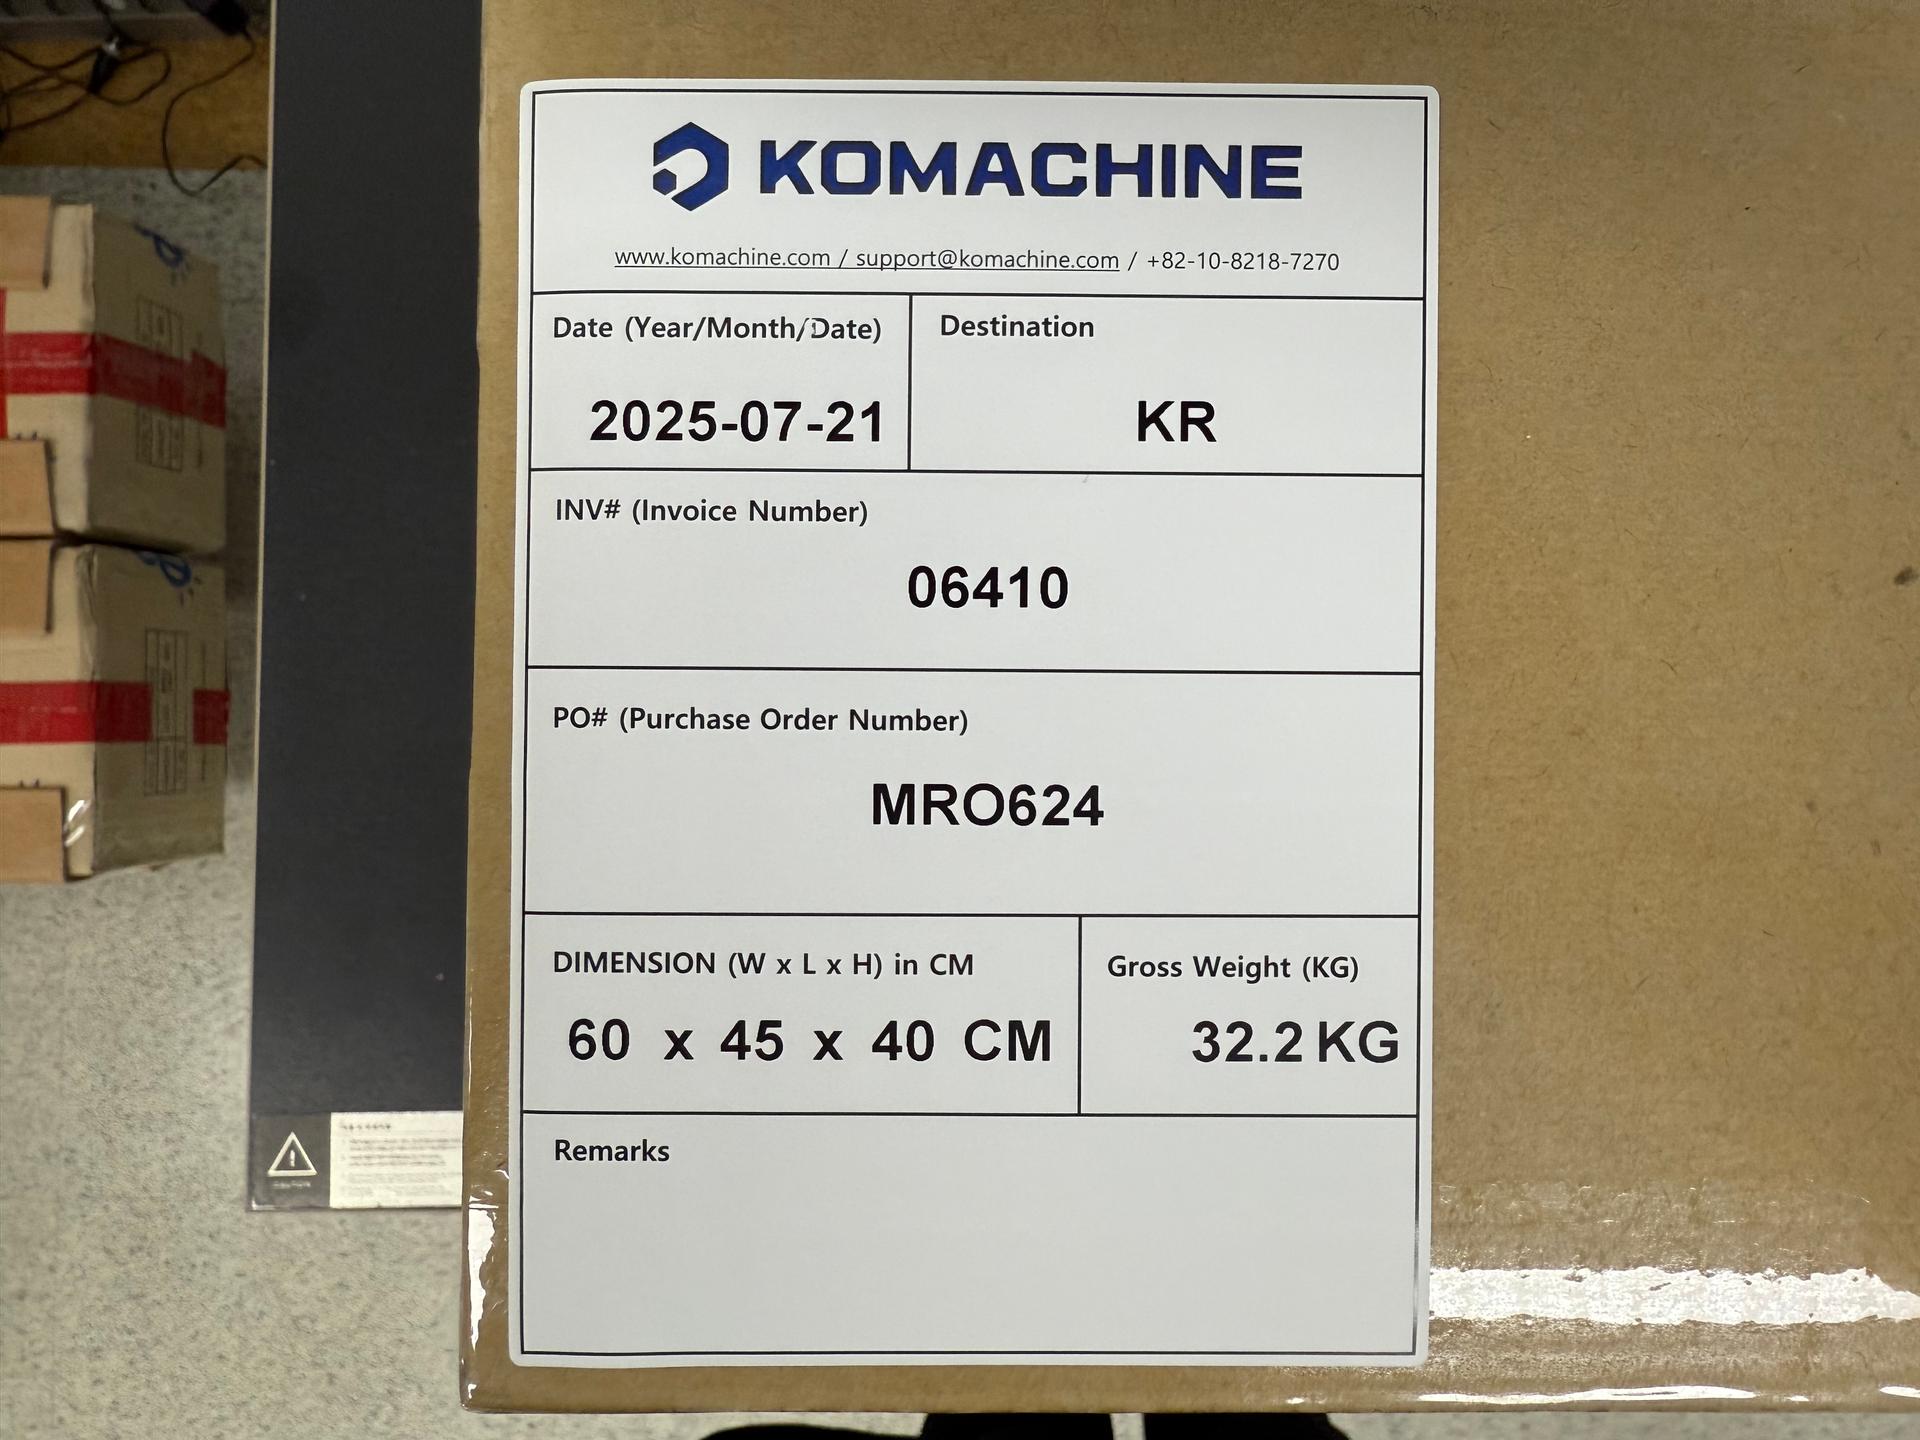 KOMACHINE
www.komachine.com / support@komachine.com / +82-10-8218-7270
Date (Year/Month/Date)
2025-07-21
Destination
KR
INV# (Invoice Number)
06410
PO# (Purchase Order Number)
MRO624
DIMENSION (W x L x H) in CM
60 x 45 x 40 CM
Gross Weight (KG)
32.2 KG
Remarks